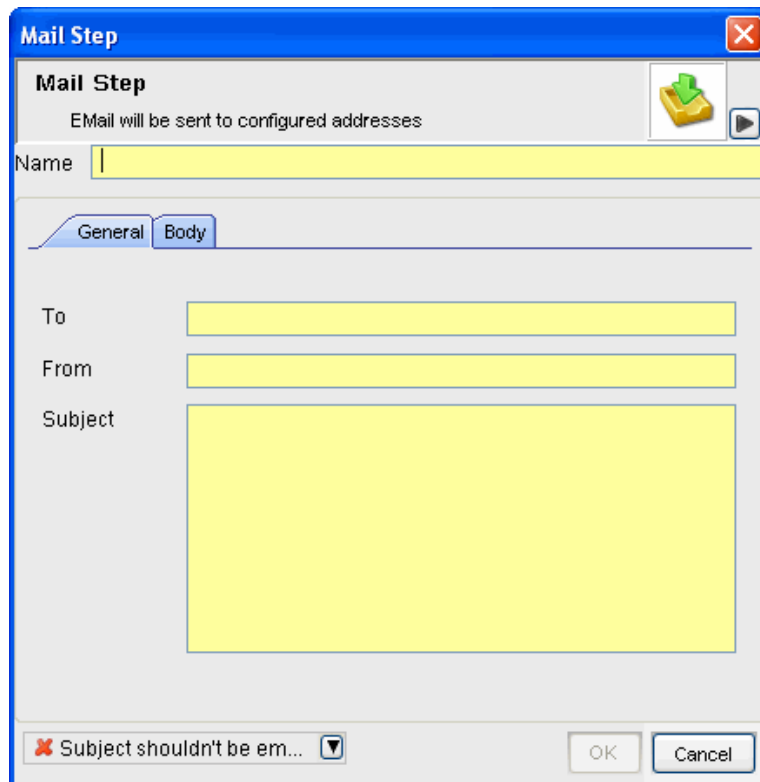 Mail Step
Mail Step
EMail will be sent to configured addresses
Name
General Body
To
From
Subject
Subject shouldn't be em...
OK Cancel